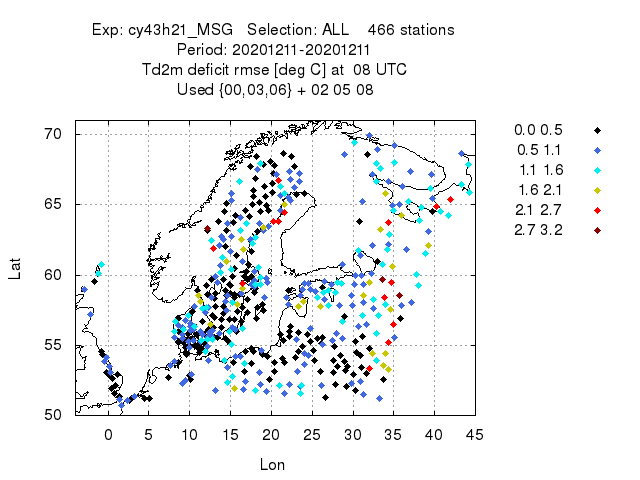 Exp: cy43h21_MSG Selection: ALL 466 stations
Period: 20201211-20201211
Td2m deficit rmse [deg C] at 08 UTC
Used {00,03,06} + 02 05 08
0.0 0.5
0.5 1.1
1.1 1.6
1.6 2.1
2.1 2.7
2.7 3.2
70
65
60
55
50
Lat
0 5 10 15 20 25 30 35 40 45
Lon